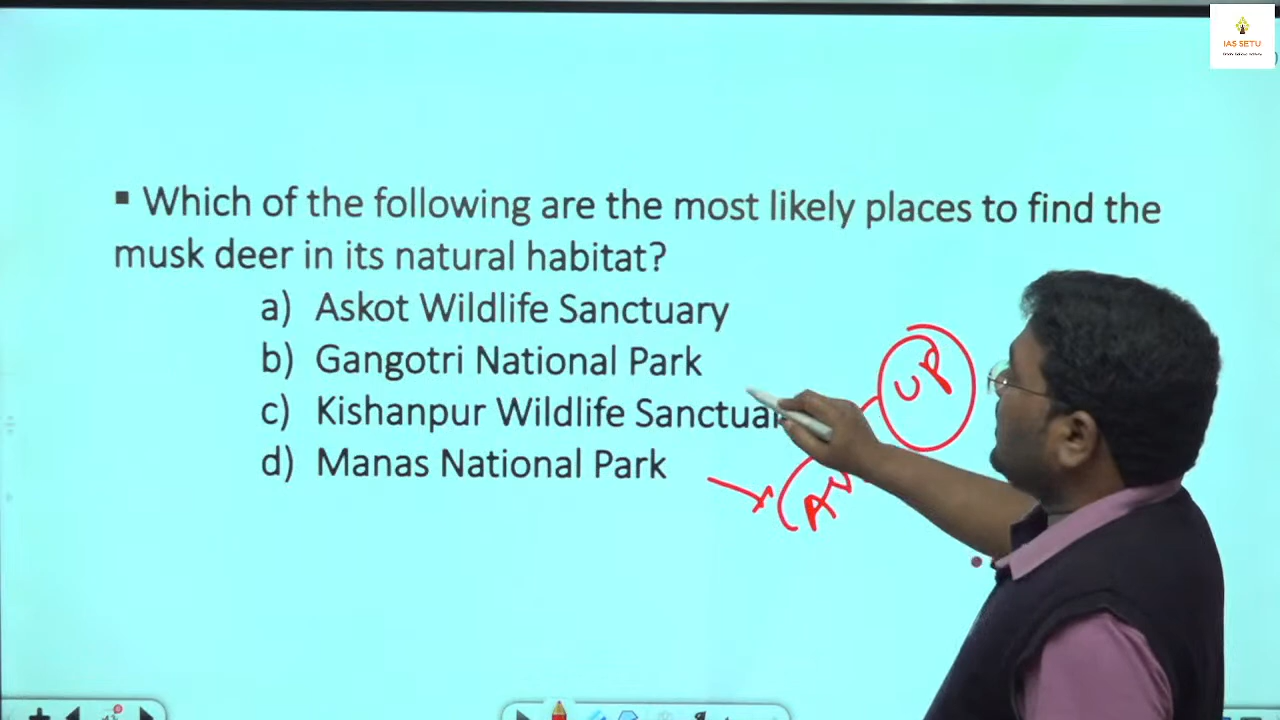 IAS SETU
▪ Which of the following are the most likely places to find the
musk deer in its natural habitat?
a) Askot Wildlife Sanctuary
b) Gangotri National Park
UP
c) Kishanpur Wildlife Sanctuar
d) Manas National Park